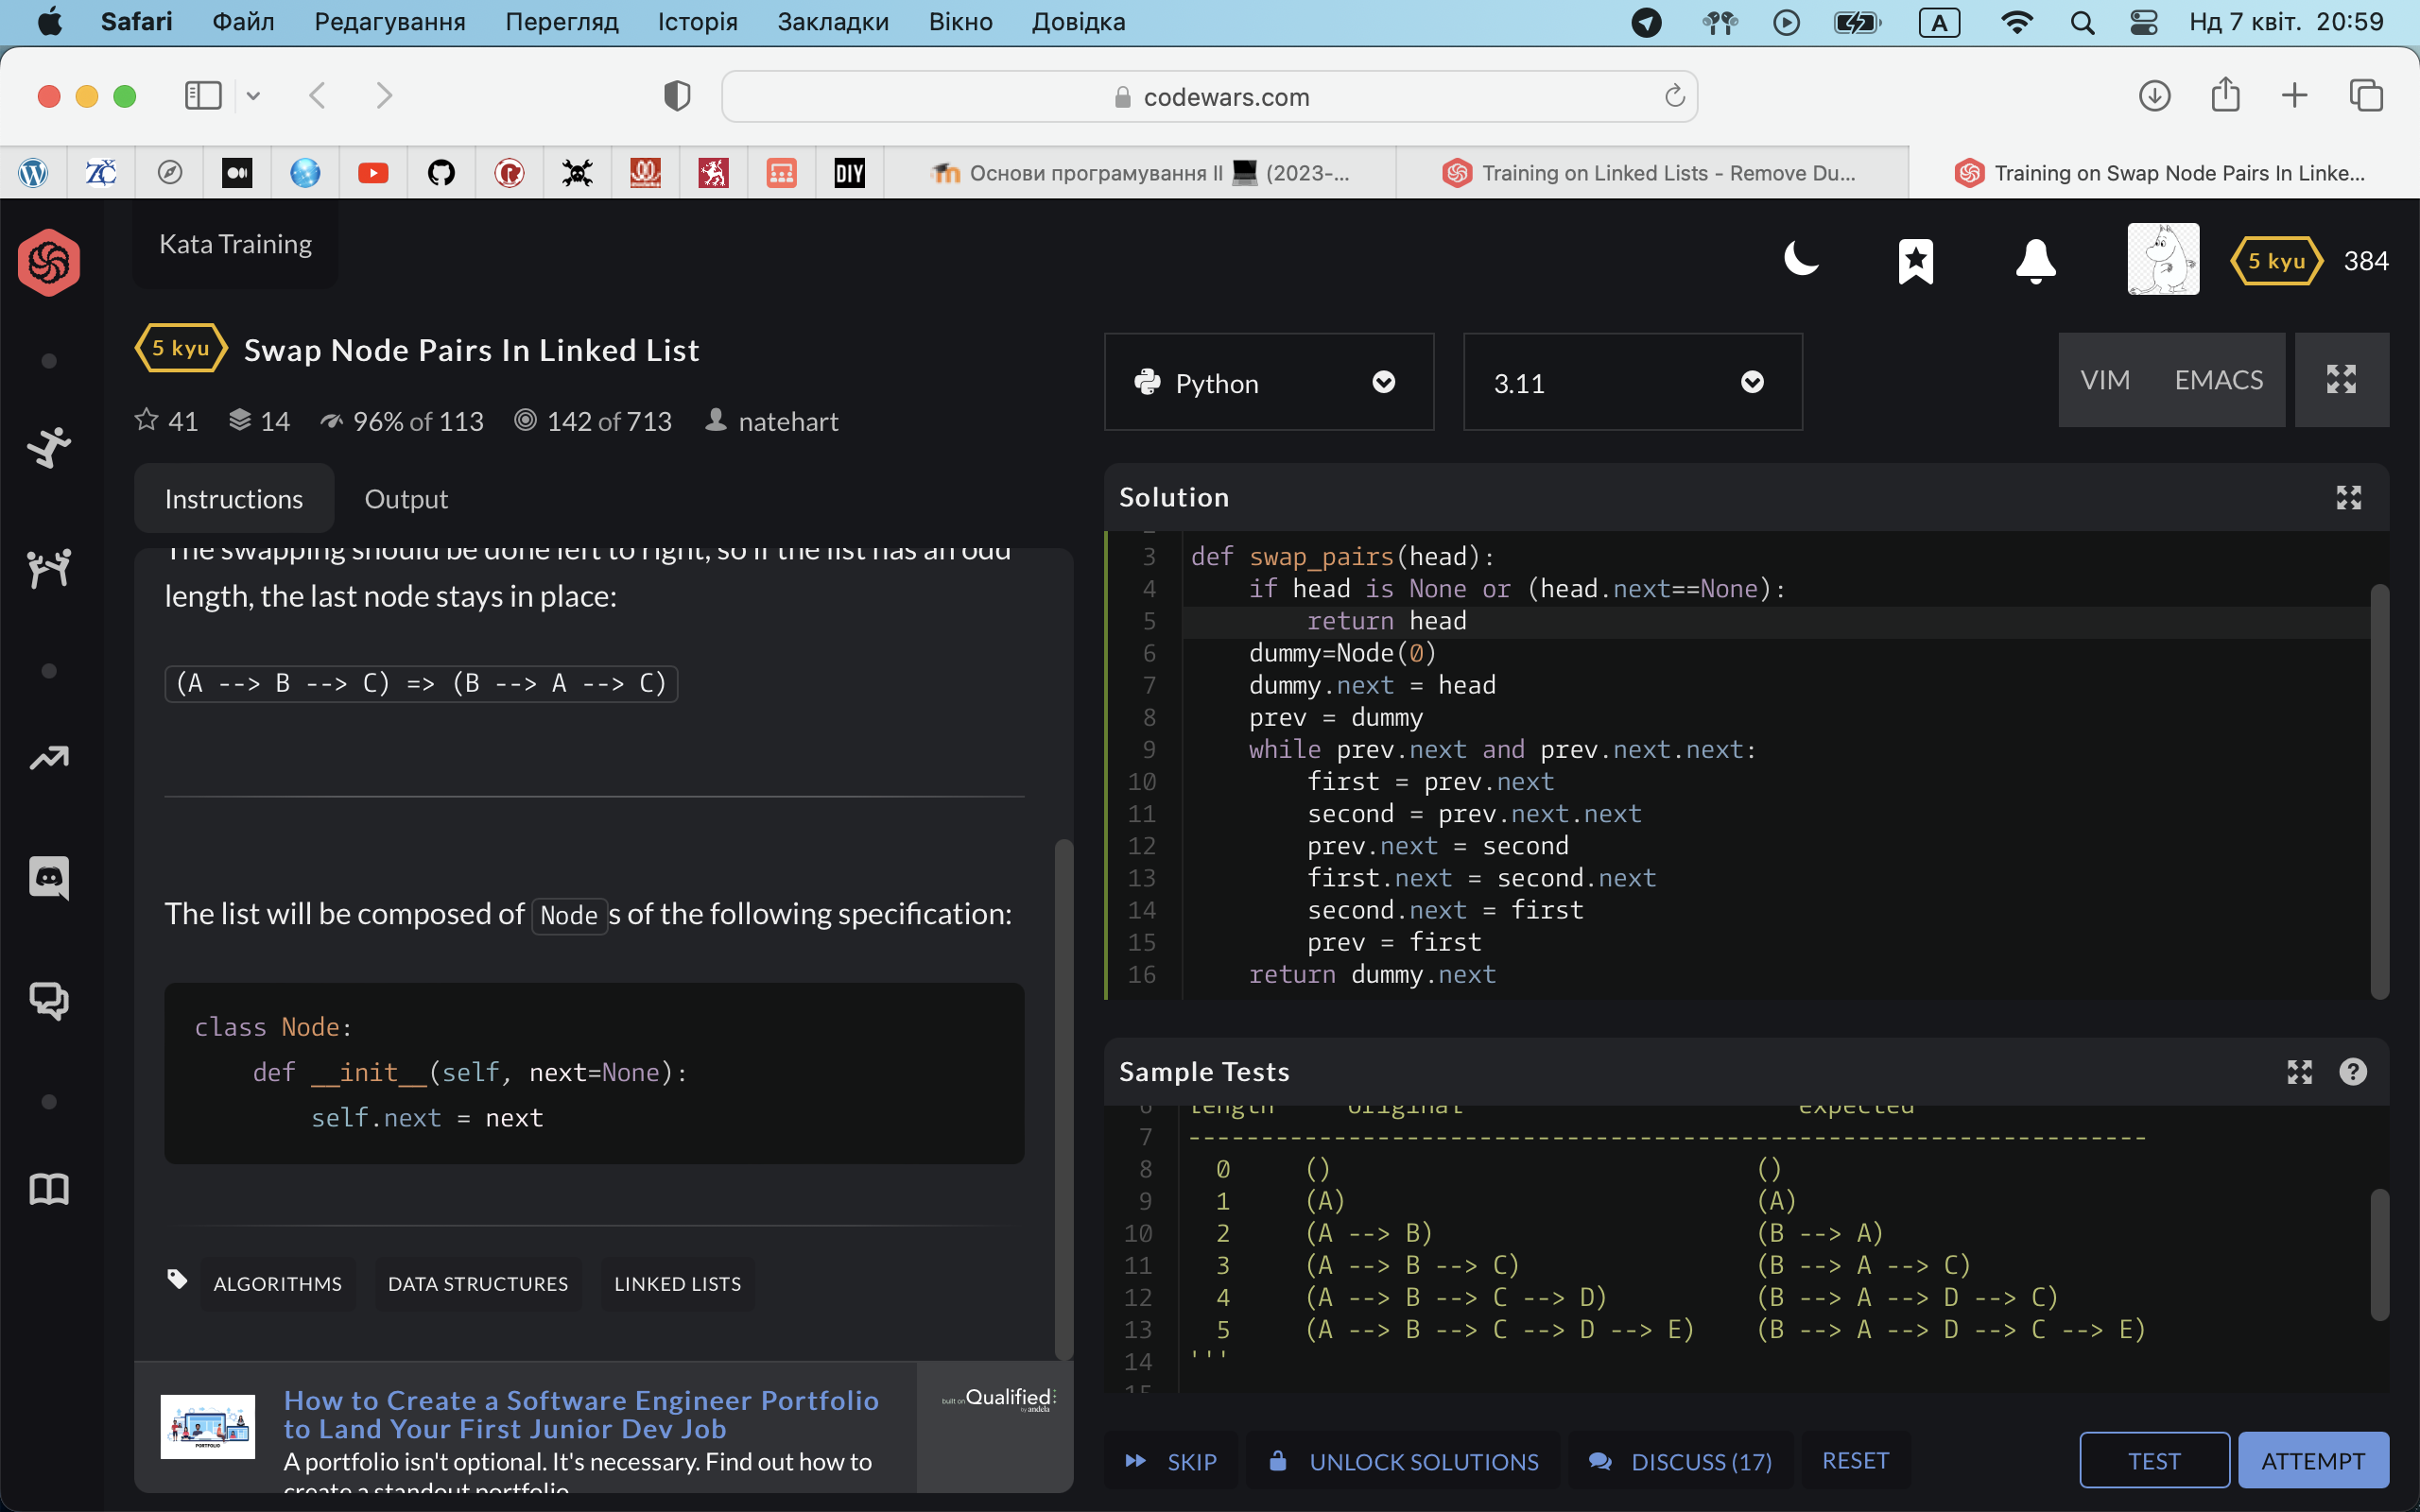 Safari Файл Редагування Перегляд Історія Закладки Вікно Довідка A Нд 7 квіт. 20:59
codewars.com
DIY Основи програмування II 💻 (2023-... Training on Linked Lists - Remove Du... Training on Swap Node Pairs In Linke...
Kata Training
5 kyu 384
5 kyu Swap Node Pairs In Linked List
41 14 96% of 113 142 of 713 natehart
Python 3.11 VIM EMACS
Instructions Output
The swapping should be done left to right, so if the list has an odd
length, the last node stays in place:
(A --> B --> C) => (B --> A --> C)
The list will be composed of Node s of the following specification:
class Node:
    def __init__(self, next=None):
        self.next = next
ALGORITHMS DATA STRUCTURES LINKED LISTS
How to Create a Software Engineer Portfolio
to Land Your First Junior Dev Job
A portfolio isn't optional. It's necessary. Find out how to
create a standout portfolio
built on Qualified
by andela
PORTFOLIO
Solution
3 def swap_pairs(head):
4     if head is None or (head.next==None):
5         return head
6     dummy=Node(0)
7     dummy.next = head
8     prev = dummy
9     while prev.next and prev.next.next:
10         first = prev.next
11         second = prev.next.next
12         prev.next = second
13         first.next = second.next
14         second.next = first
15         prev = first
16     return dummy.next
Sample Tests
6 length original expected
7 ------------------------------------------------------------------
8 0 () ()
9 1 (A) (A)
10 2 (A --> B) (B --> A)
11 3 (A --> B --> C) (B --> A --> C)
12 4 (A --> B --> C --> D) (B --> A --> D --> C)
13 5 (A --> B --> C --> D --> E) (B --> A --> D --> C --> E)
14 '''
15
SKIP UNLOCK SOLUTIONS DISCUSS (17) RESET TEST ATTEMPT